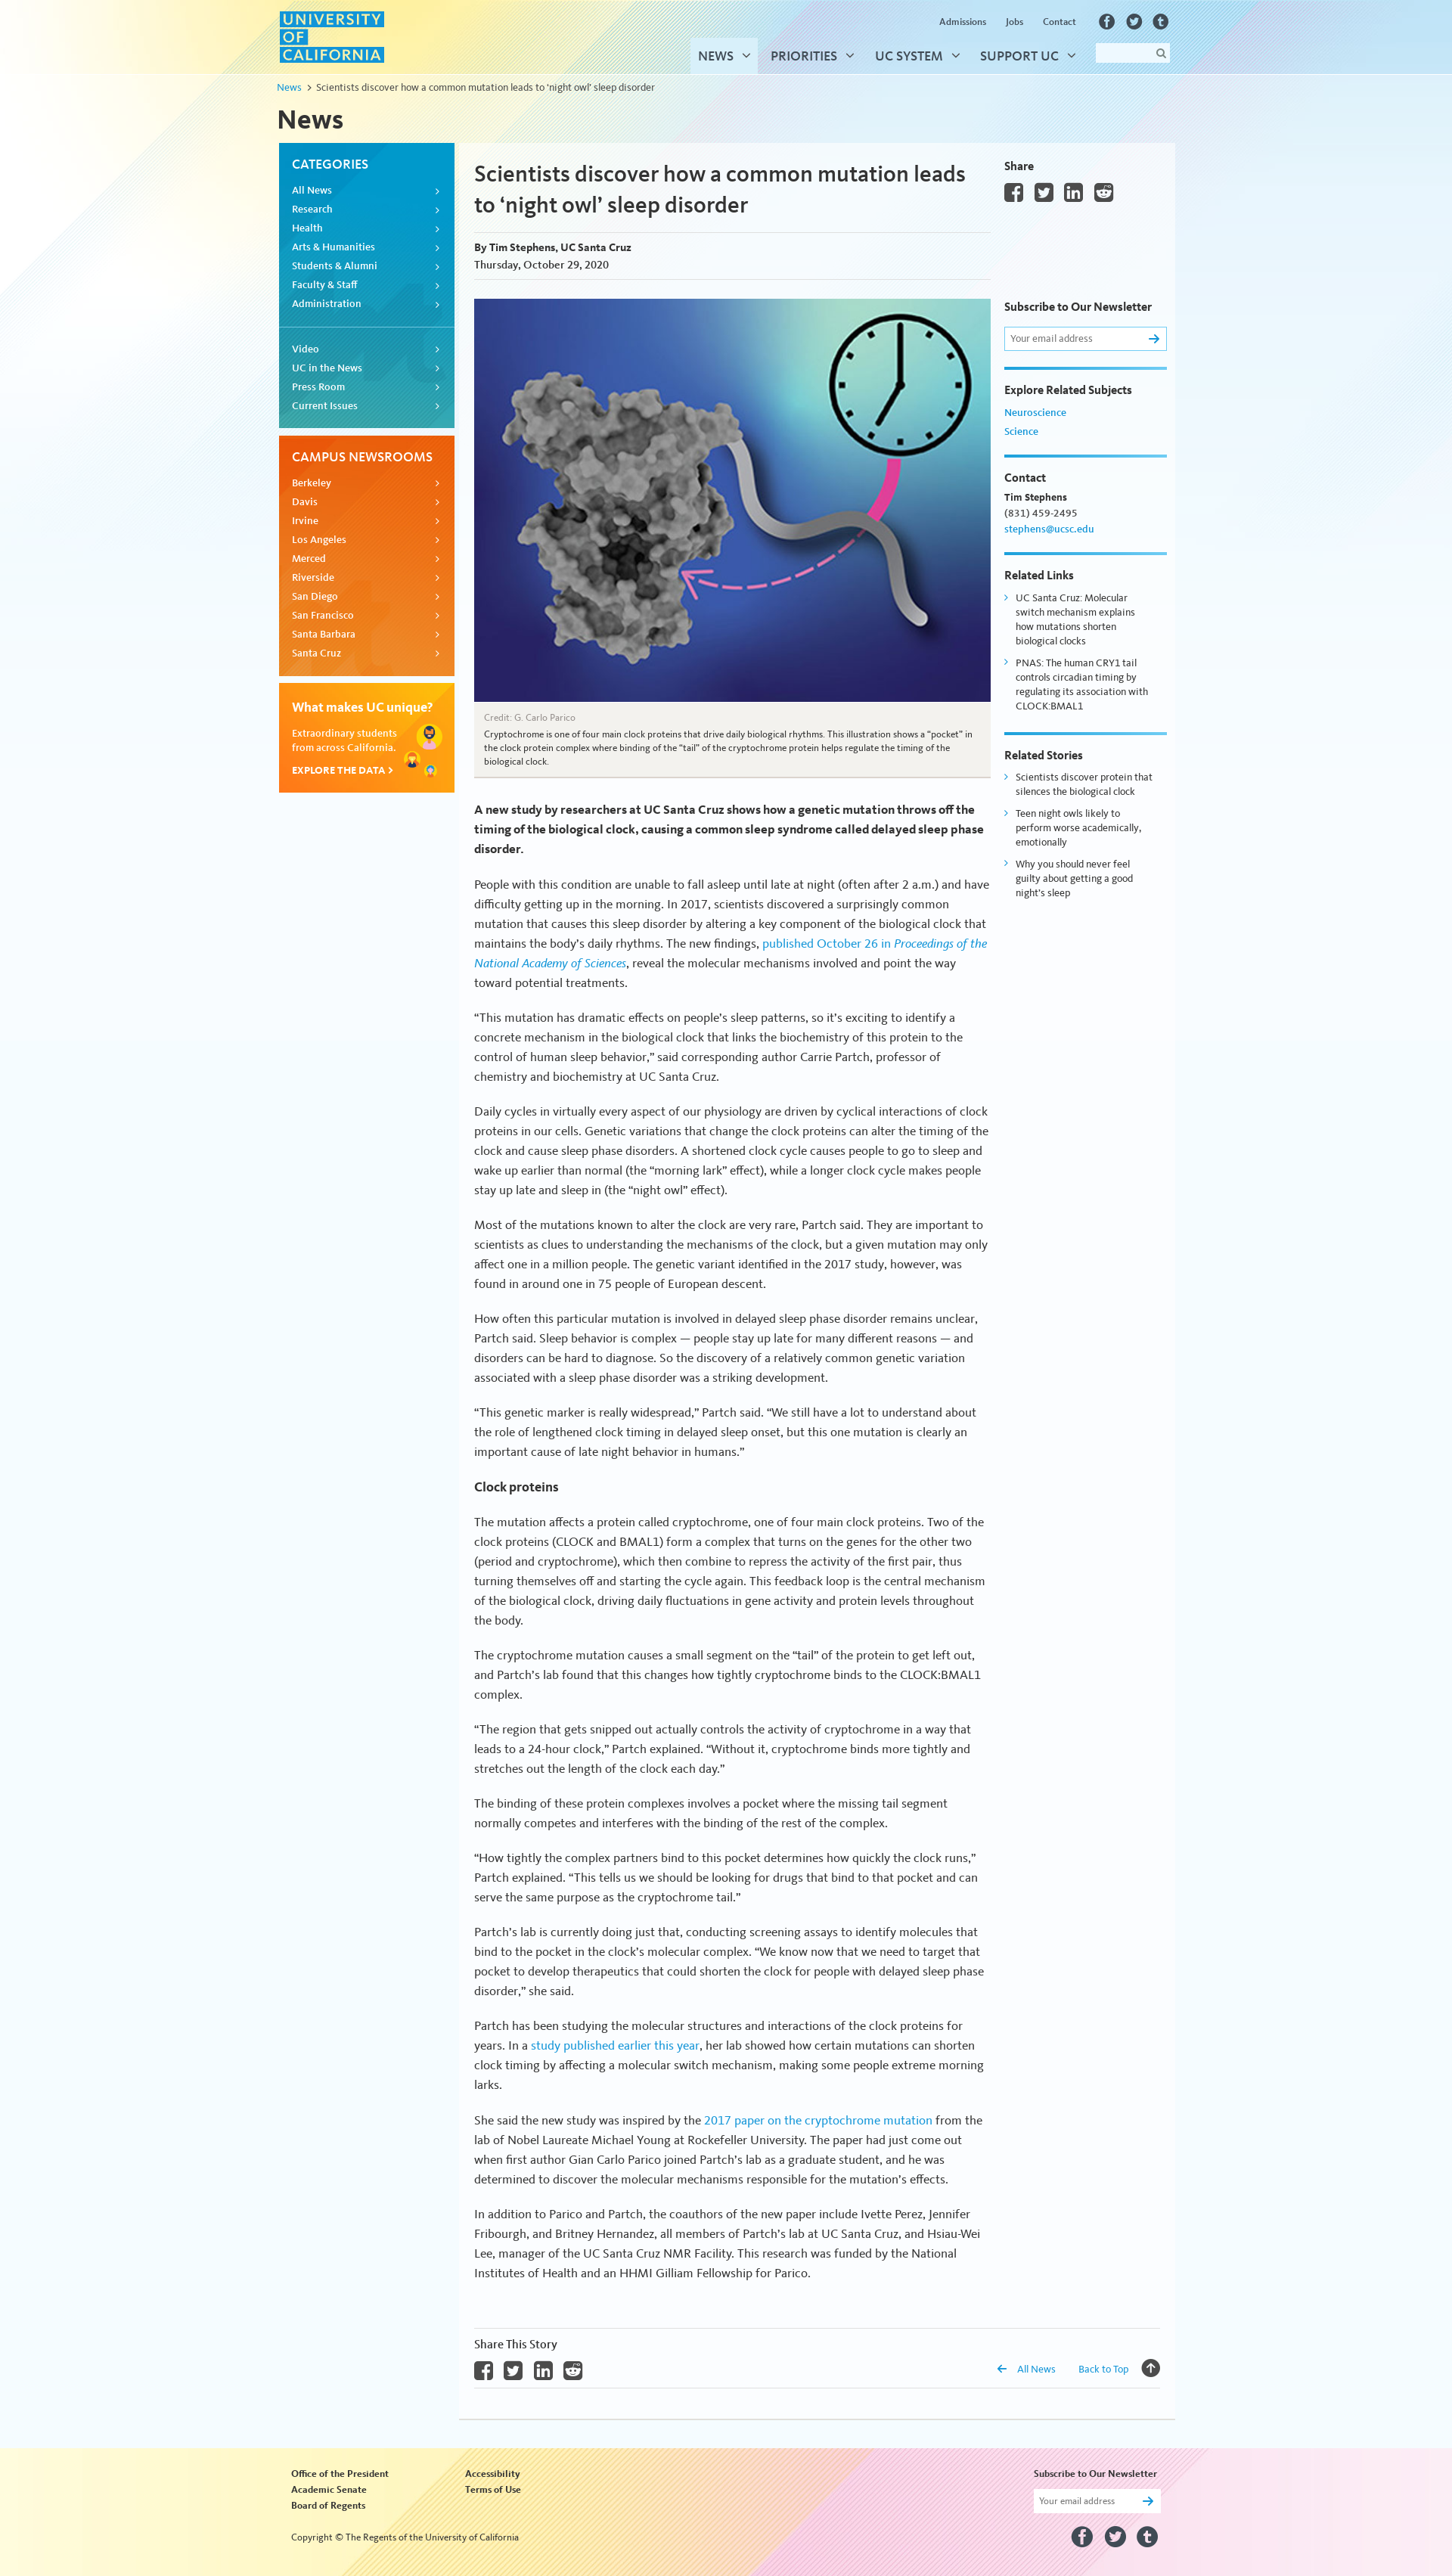 UNIVERSITY
OF
CALIFORNIA
Admissions
Jobs
Contact
NEWS
PRIORITIES
UC SYSTEM
SUPPORT UC
News > Scientists discover how a common mutation leads to 'night owl' sleep disorder
News
CATEGORIES
All News
Research
Health
Arts & Humanities
Students & Alumni
Faculty & Staff
Administration
Video
UC in the News
Press Room
Current Issues
CAMPUS NEWSROOMS
Berkeley
Davis
Irvine
Los Angeles
Merced
Riverside
San Diego
San Francisco
Santa Barbara
Santa Cruz
What makes UC unique?
Extraordinary students
from across California.
EXPLORE THE DATA >
Scientists discover how a common mutation leads
to ‘night owl’ sleep disorder
By Tim Stephens, UC Santa Cruz
Thursday, October 29, 2020
Credit: G. Carlo Parico
Cryptochrome is one of four main clock proteins that drive daily biological rhythms. This illustration shows a “pocket” in
the clock protein complex where binding of the “tail” of the cryptochrome protein helps regulate the timing of the
biological clock.
A new study by researchers at UC Santa Cruz shows how a genetic mutation throws off the
timing of the biological clock, causing a common sleep syndrome called delayed sleep phase
disorder.
People with this condition are unable to fall asleep until late at night (often after 2 a.m.) and have
difficulty getting up in the morning. In 2017, scientists discovered a surprisingly common
mutation that causes this sleep disorder by altering a key component of the biological clock that
maintains the body’s daily rhythms. The new findings, published October 26 in Proceedings of the
National Academy of Sciences, reveal the molecular mechanisms involved and point the way
toward potential treatments.
“This mutation has dramatic effects on people’s sleep patterns, so it’s exciting to identify a
concrete mechanism in the biological clock that links the biochemistry of this protein to the
control of human sleep behavior,” said corresponding author Carrie Partch, professor of
chemistry and biochemistry at UC Santa Cruz.
Daily cycles in virtually every aspect of our physiology are driven by cyclical interactions of clock
proteins in our cells. Genetic variations that change the clock proteins can alter the timing of the
clock and cause sleep phase disorders. A shortened clock cycle causes people to go to sleep and
wake up earlier than normal (the “morning lark” effect), while a longer clock cycle makes people
stay up late and sleep in (the “night owl” effect).
Most of the mutations known to alter the clock are very rare, Partch said. They are important to
scientists as clues to understanding the mechanisms of the clock, but a given mutation may only
affect one in a million people. The genetic variant identified in the 2017 study, however, was
found in around one in 75 people of European descent.
How often this particular mutation is involved in delayed sleep phase disorder remains unclear,
Partch said. Sleep behavior is complex — people stay up late for many different reasons — and
disorders can be hard to diagnose. So the discovery of a relatively common genetic variation
associated with a sleep phase disorder was a striking development.
“This genetic marker is really widespread,” Partch said. “We still have a lot to understand about
the role of lengthened clock timing in delayed sleep onset, but this one mutation is clearly an
important cause of late night behavior in humans.”
Clock proteins
The mutation affects a protein called cryptochrome, one of four main clock proteins. Two of the
clock proteins (CLOCK and BMAL1) form a complex that turns on the genes for the other two
(period and cryptochrome), which then combine to repress the activity of the first pair, thus
turning themselves off and starting the cycle again. This feedback loop is the central mechanism
of the biological clock, driving daily fluctuations in gene activity and protein levels throughout
the body.
The cryptochrome mutation causes a small segment on the “tail” of the protein to get left out,
and Partch’s lab found that this changes how tightly cryptochrome binds to the CLOCK:BMAL1
complex.
“The region that gets snipped out actually controls the activity of cryptochrome in a way that
leads to a 24-hour clock,” Partch explained. “Without it, cryptochrome binds more tightly and
stretches out the length of the clock each day.”
The binding of these protein complexes involves a pocket where the missing tail segment
normally competes and interferes with the binding of the rest of the complex.
“How tightly the complex partners bind to this pocket determines how quickly the clock runs,”
Partch explained. “This tells us we should be looking for drugs that bind to that pocket and can
serve the same purpose as the cryptochrome tail.”
Partch’s lab is currently doing just that, conducting screening assays to identify molecules that
bind to the pocket in the clock’s molecular complex. “We know now that we need to target that
pocket to develop therapeutics that could shorten the clock for people with delayed sleep phase
disorder,” she said.
Partch has been studying the molecular structures and interactions of the clock proteins for
years. In a study published earlier this year, her lab showed how certain mutations can shorten
clock timing by affecting a molecular switch mechanism, making some people extreme morning
larks.
She said the new study was inspired by the 2017 paper on the cryptochrome mutation from the
lab of Nobel Laureate Michael Young at Rockefeller University. The paper had just come out
when first author Gian Carlo Parico joined Partch’s lab as a graduate student, and he was
determined to discover the molecular mechanisms responsible for the mutation’s effects.
In addition to Parico and Partch, the coauthors of the new paper include Ivette Perez, Jennifer
Fribourgh, and Britney Hernandez, all members of Partch’s lab at UC Santa Cruz, and Hsiau-Wei
Lee, manager of the UC Santa Cruz NMR Facility. This research was funded by the National
Institutes of Health and an HHMI Gilliam Fellowship for Parico.
Share This Story
All News
Back to Top
Share
Subscribe to Our Newsletter
Your email address
Explore Related Subjects
Neuroscience
Science
Contact
Tim Stephens
(831) 459-2495
stephens@ucsc.edu
Related Links
UC Santa Cruz: Molecular
switch mechanism explains
how mutations shorten
biological clocks
PNAS: The human CRY1 tail
controls circadian timing by
regulating its association with
CLOCK:BMAL1
Related Stories
Scientists discover protein that
silences the biological clock
Teen night owls likely to
perform worse academically,
emotionally
Why you should never feel
guilty about getting a good
night's sleep
Office of the President
Academic Senate
Board of Regents
Accessibility
Terms of Use
Subscribe to Our Newsletter
Your email address
Copyright © The Regents of the University of California